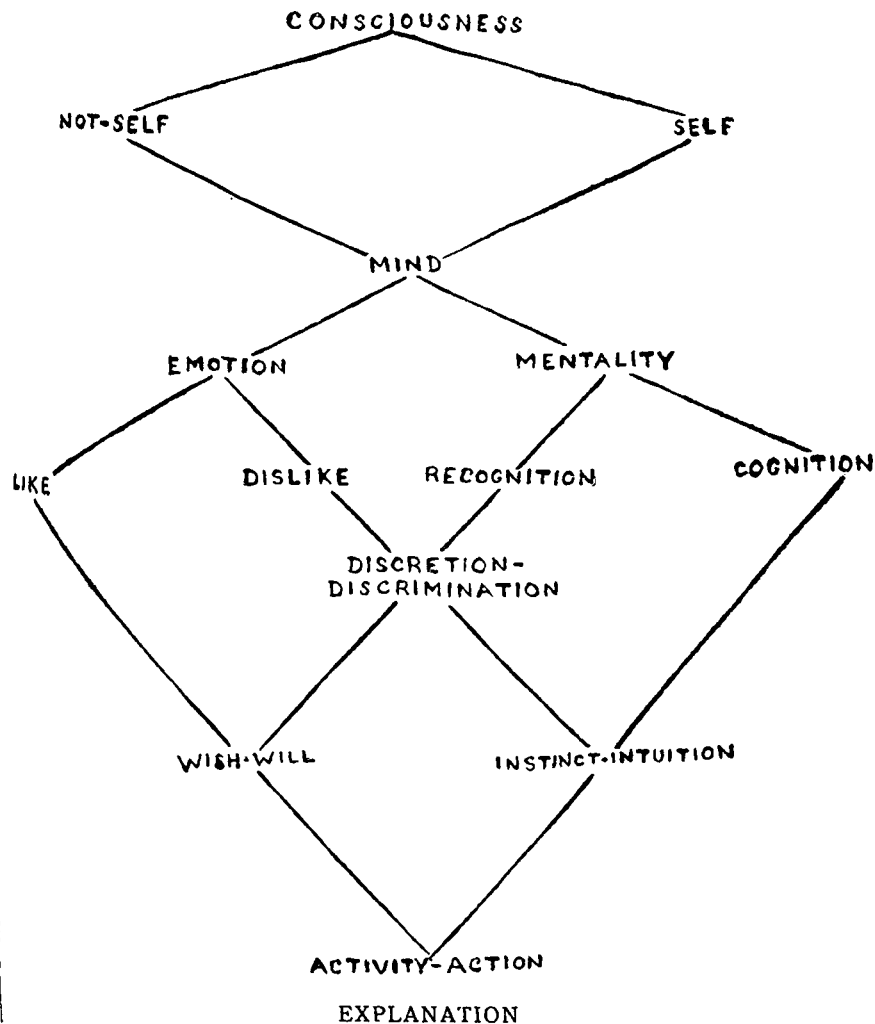 CONSCIOUSNESS
NOT-SELF
SELF
MIND
EMOTION
MENTALITY
LIKE
DISLIKE
RECOGNITION
COGNITION
DISCRETION-
DISCRIMINATION
WISH-WILL
INSTINCT-INTUITION
ACTIVITY-ACTION
EXPLANATION